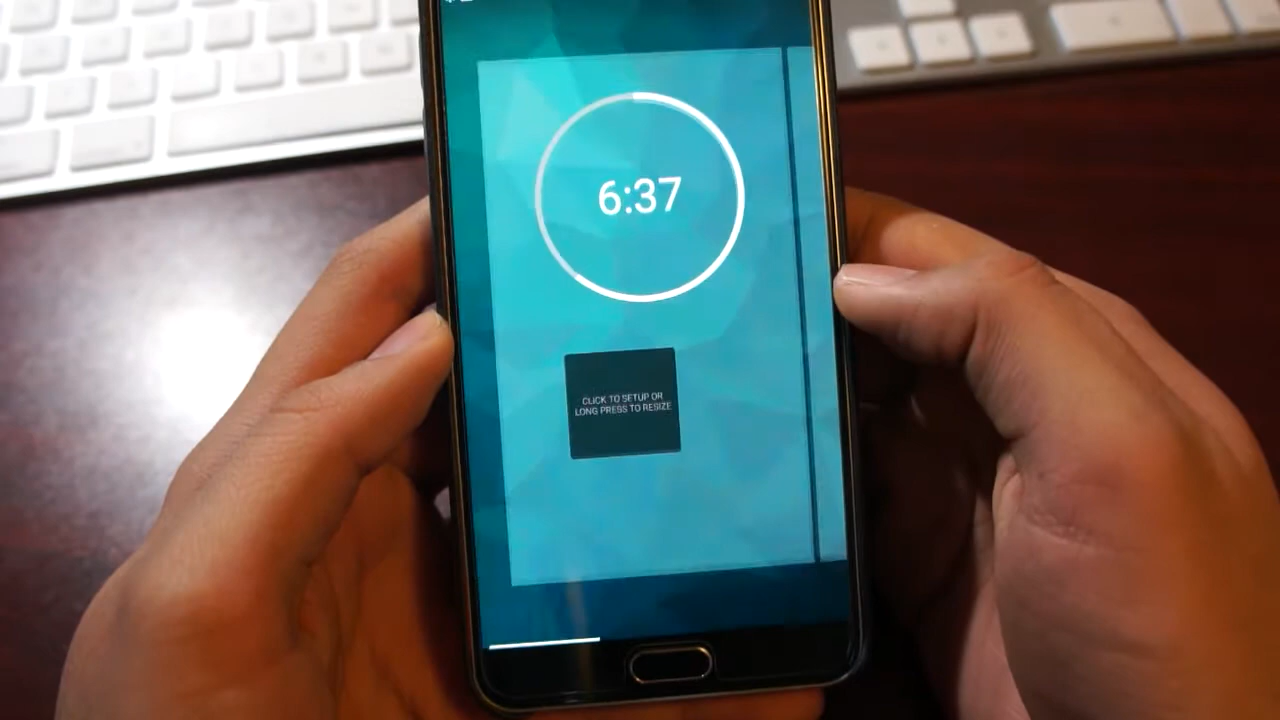 6:37
CLICK TO SETUP OR
LONG PRESS TO RESIZE